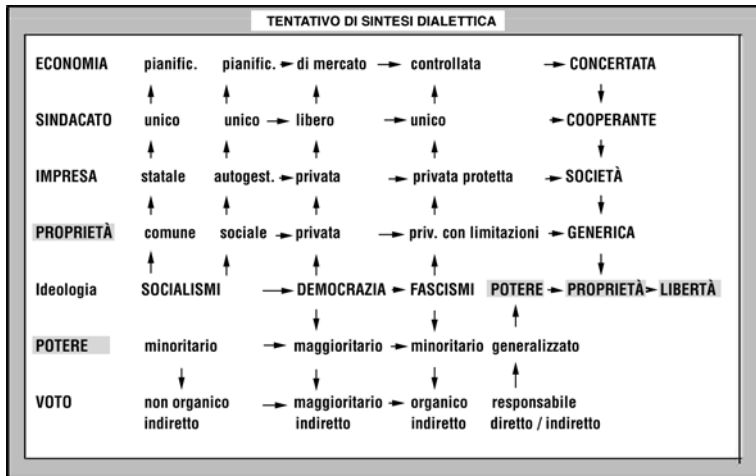 TENTATIVO DI SINTESI DIALETTICA
ECONOMIA pianific. pianific. di mercato controllata CONCERTATA
SINDACATO unico unico libero unico COOPERANTE
IMPRESA statale autogest. privata privata protetta SOCIETÀ
PROPRIETÀ comune sociale privata priv. con limitazioni GENERICA
Ideologia SOCIALISMI DEMOCRAZIA FASCISMI POTERE PROPRIETÀ LIBERTÀ
POTERE minoritario maggioritario minoritario generalizzato
VOTO non organico maggioritario organico responsabile
indiretto indiretto indiretto diretto / indiretto